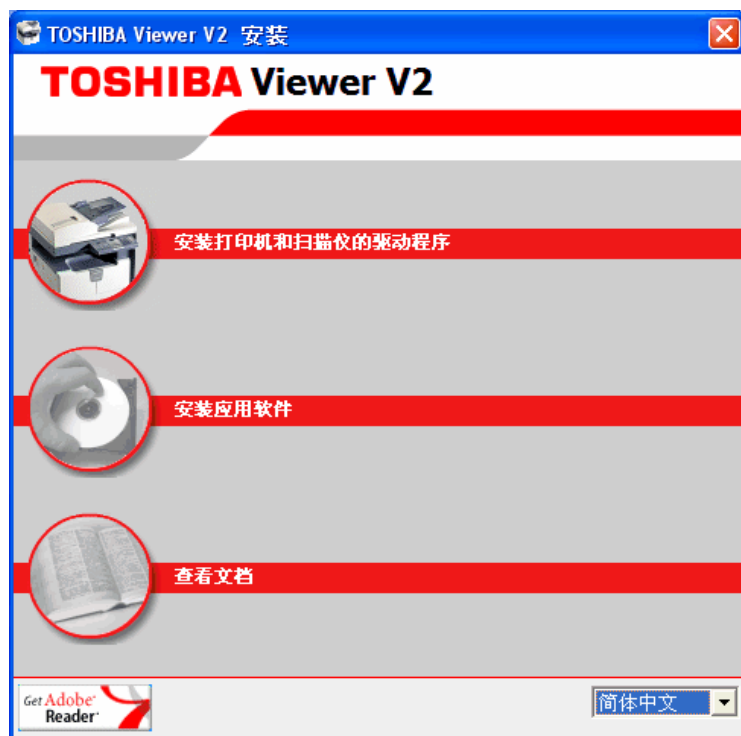 TOSHIBA Viewer V2 安装
TOSHIBA Viewer V2
安装打印机和扫描仪的驱动程序
安装应用软件
查看文档
Get Adobe
Reader
简体中文